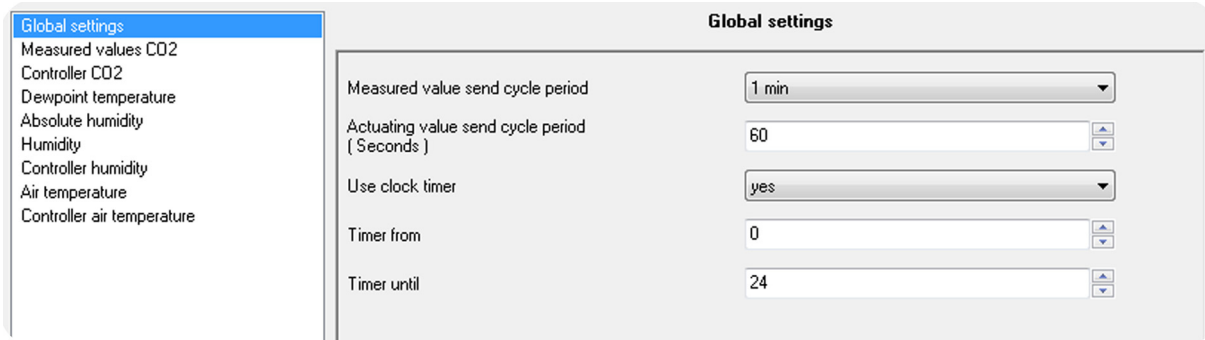 Global settings
Measured values CO2
Controller CO2
Dewpoint temperature
Absolute humidity
Humidity
Controller humidity
Air temperature
Controller air temperature
Global settings
Measured value send cycle period 1 min
Actuating value send cycle period
( Seconds ) 60
Use clock timer yes
Timer from 0
Timer until 24